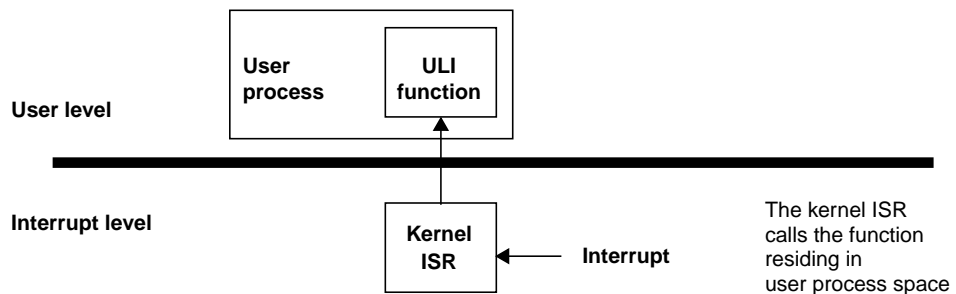 User
process
ULI
function
User level
Interrupt level
Kernel
ISR
Interrupt
The kernel ISR
calls the function
residing in
user process space